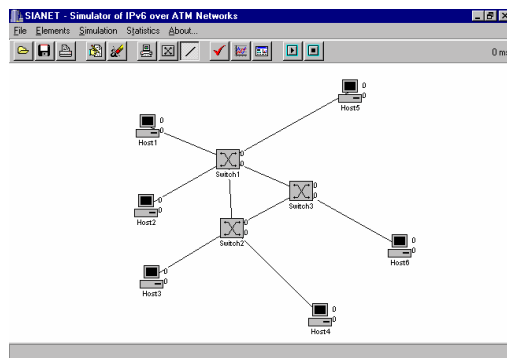 SIANET - Simulator of IPv6 over ATM Networks
File Elements Simulation Statistics About...
0 ms
0
0
Host5
0
0
Host1
0
0
Switch1
0
0
Switch3
0
0
Host2
0
0
Switch2
0
0
Host6
0
0
Host3
0
0
Host4